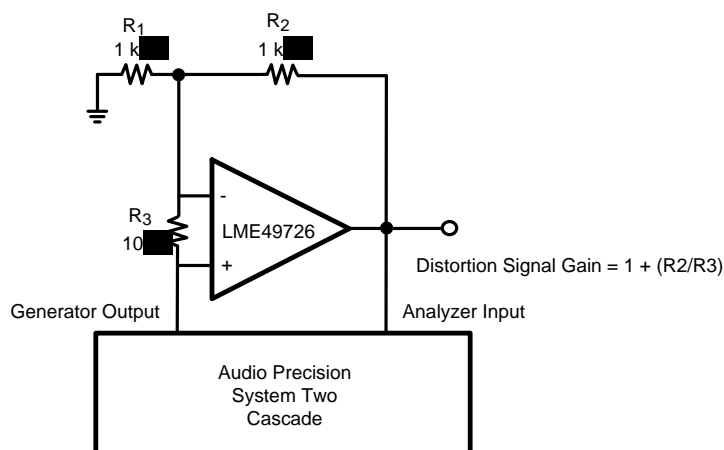 R1
R2
1 k
1 k
R3
10
-
+
LME49726
Distortion Signal Gain = 1 + (R2/R3)
Generator Output
Analyzer Input
Audio Precision
System Two
Cascade